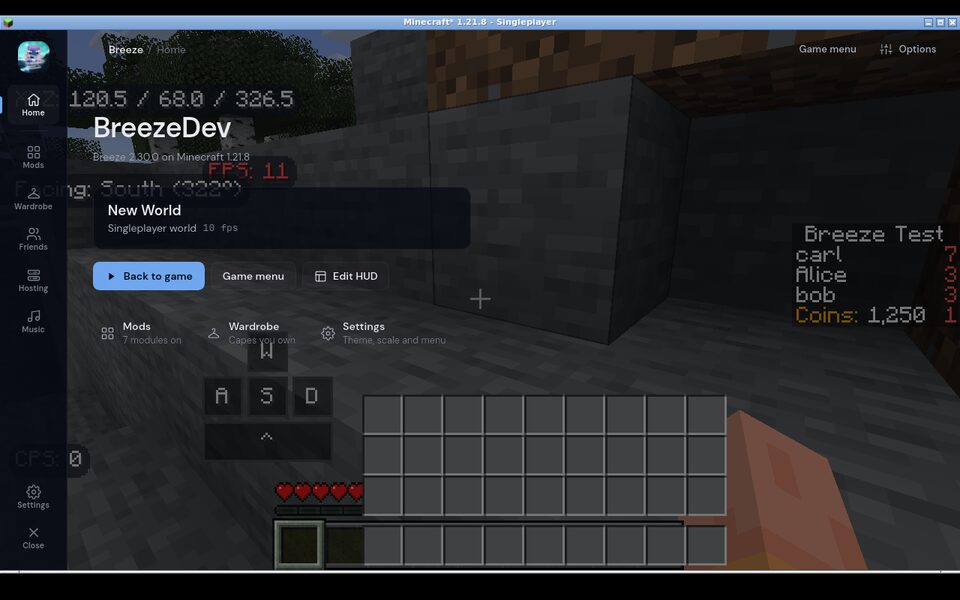 Minecraft* 1.21.8 - Singleplayer
Breeze / Home
Game menu
Options
120.5 / 68.0 / 326.5
Home
BreezeDev
Breeze 2.30.0 on Minecraft 1.21.8
Mods
FPS: 11
South (322°)
Wardrobe
New World
Singleplayer world 10 fps
Friends
Breeze Test
carl 7
Alice 3
bob 3
Coins: 1,250 1
Back to game
Game menu
Edit HUD
Hosting
Music
Mods
7 modules on
Wardrobe
Capes you own
Settings
Theme, scale and menu
W
A S D
^
CPS: 0
Settings
Close